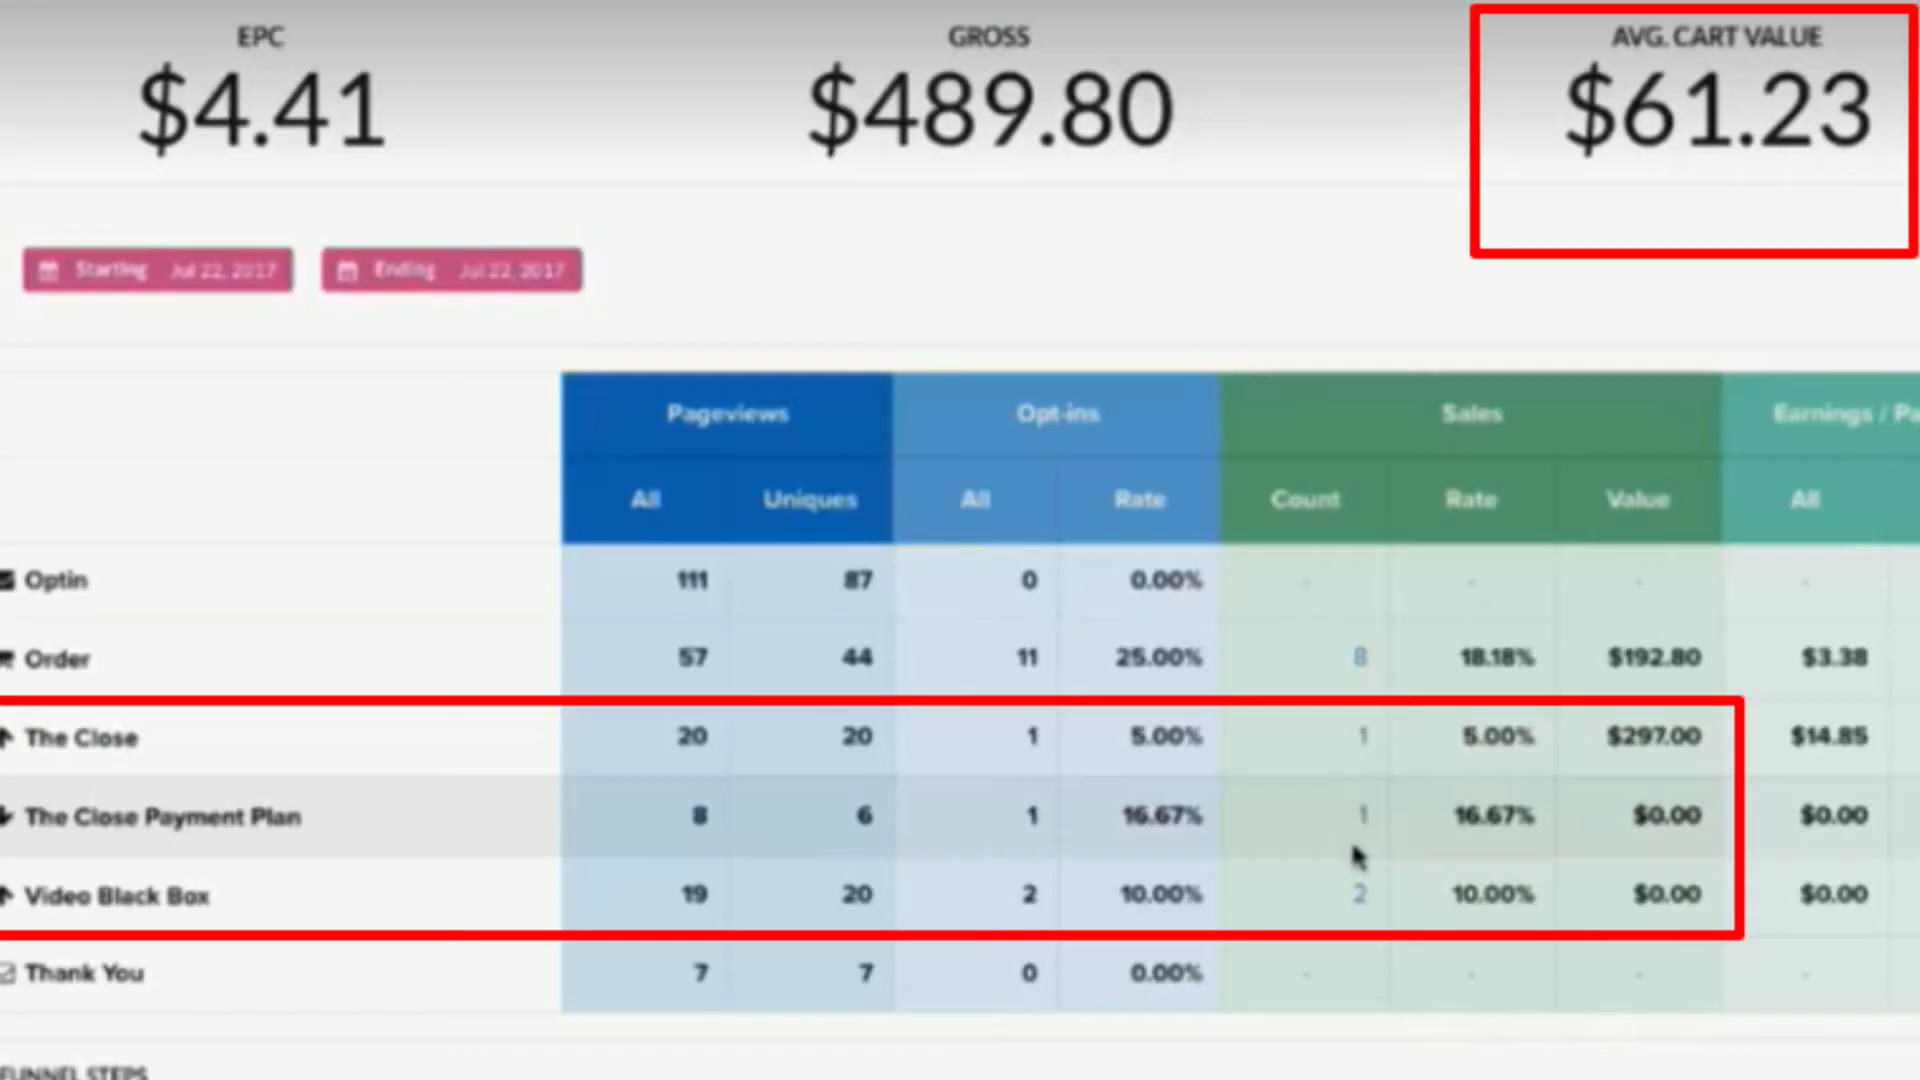 EPC GROSS AVG. CART VALUE
$4.41 $489.80 $61.23
Starting Jul 22, 2017 Ending Jul 22, 2017
Pageviews Opt-ins Sales Earnings / Pa
All Uniques All Rate Count Rate Value All
Optin 111 87 0 0.00% - - - -
Order 57 44 11 25.00% 8 18.18% $192.80 $3.38
The Close 20 20 1 5.00% 1 5.00% $297.00 $14.85
The Close Payment Plan 8 6 1 16.67% 1 16.67% $0.00 $0.00
Video Black Box 19 20 2 10.00% 2 10.00% $0.00 $0.00
Thank You 7 7 0 0.00% - - - -
FUNNEL STEPS